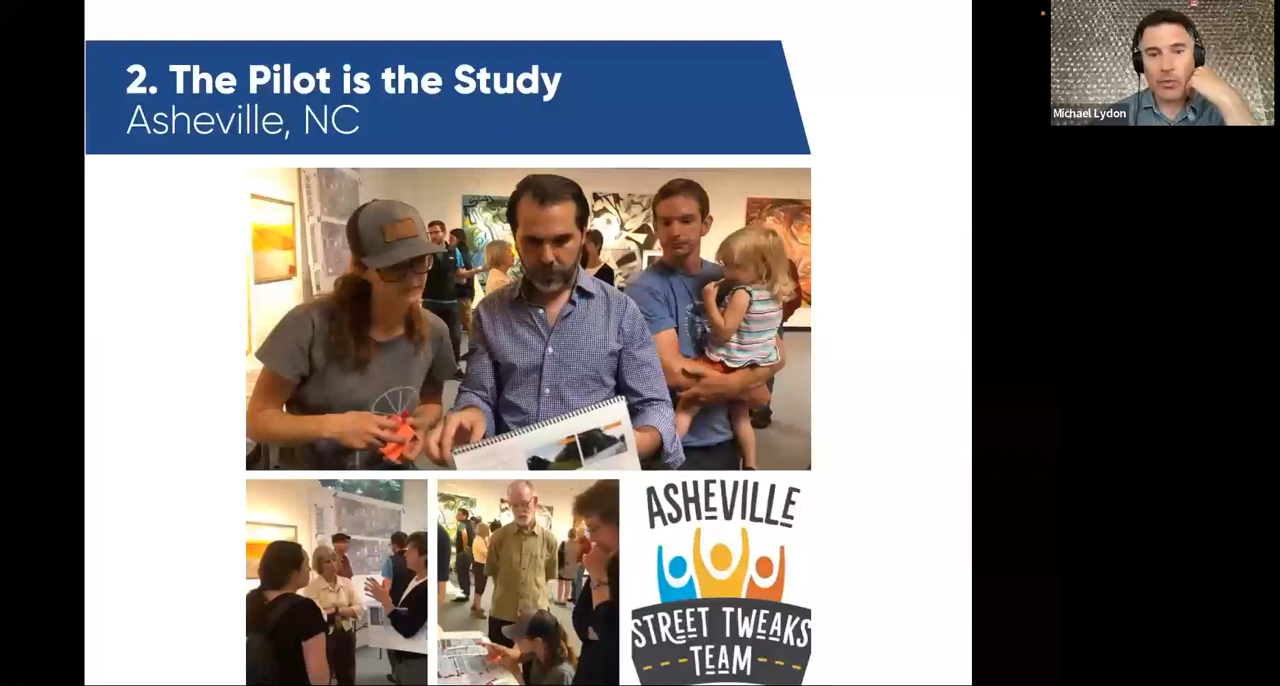 2. The Pilot is the Study
Asheville, NC
Michael Lydon
ASHEVILLE
STREET TWEAKS
TEAM